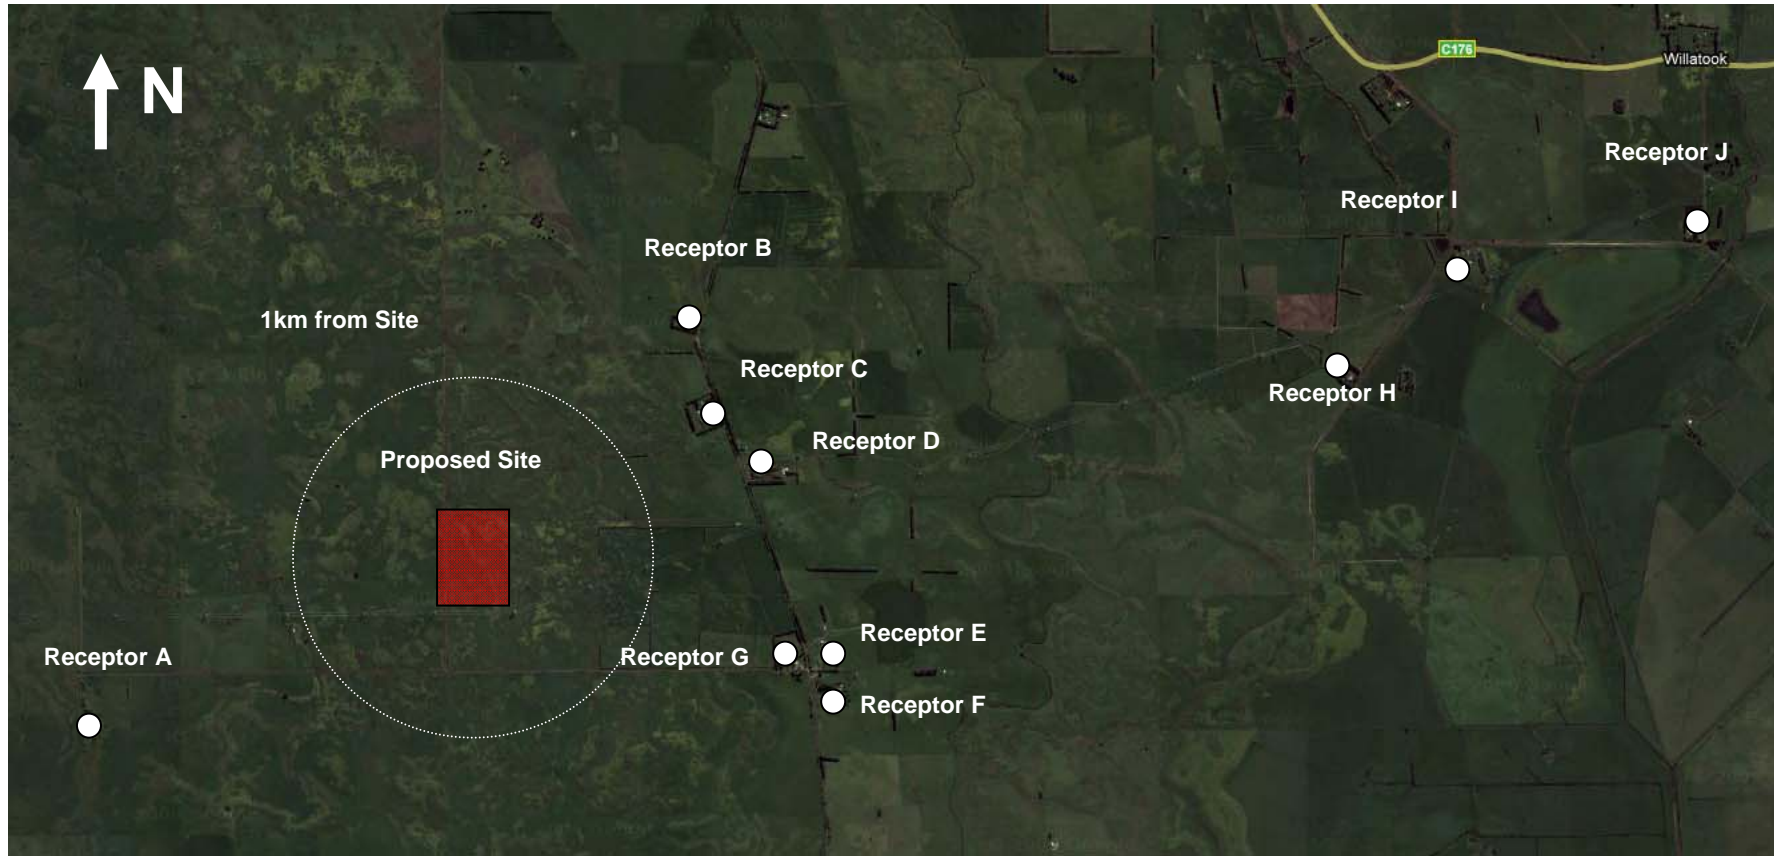 N
C176
Willatook
Receptor J
Receptor I
Receptor B
1km from Site
Receptor C
Receptor H
Receptor D
Proposed Site
Receptor E
Receptor A
Receptor G
Receptor F